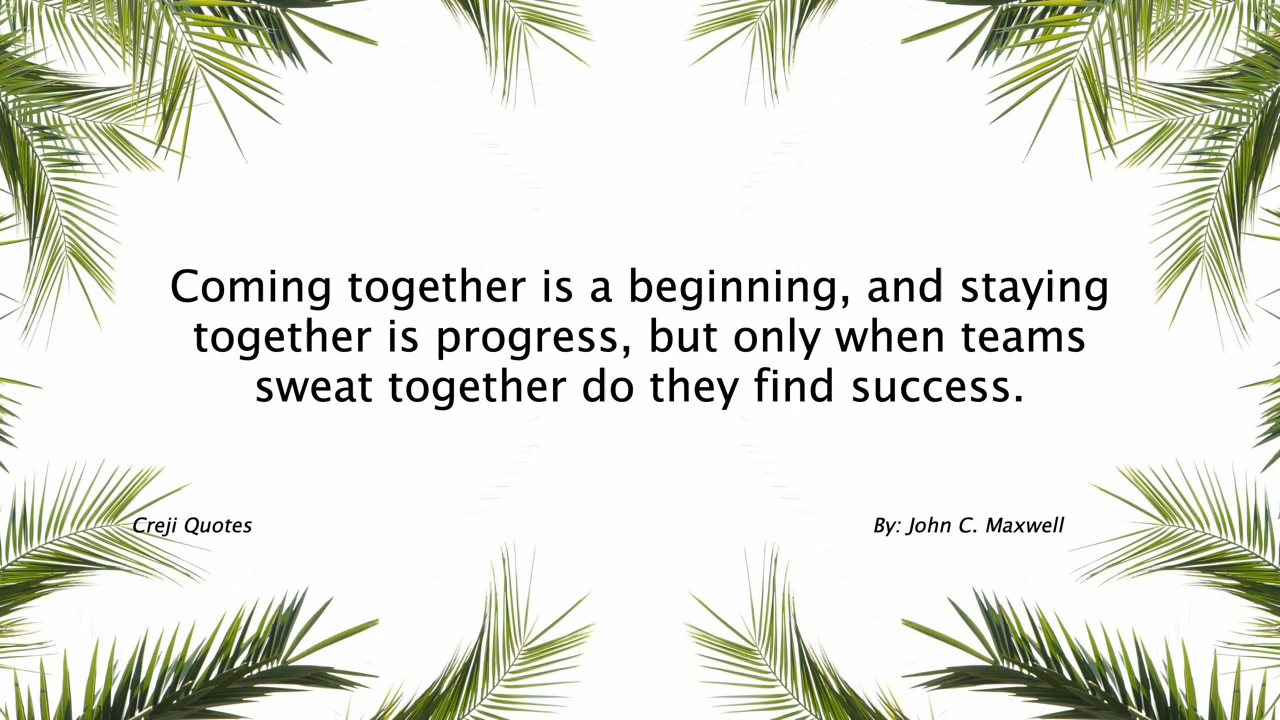 Coming together is a beginning, and staying
together is progress, but only when teams
sweat together do they find success.
Creji Quotes
By: John C. Maxwell